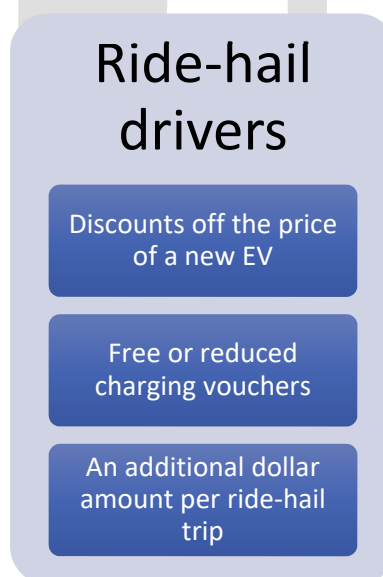 Ride-hail
drivers
Discounts off the price
of a new EV
Free or reduced
charging vouchers
An additional dollar
amount per ride-hail
trip